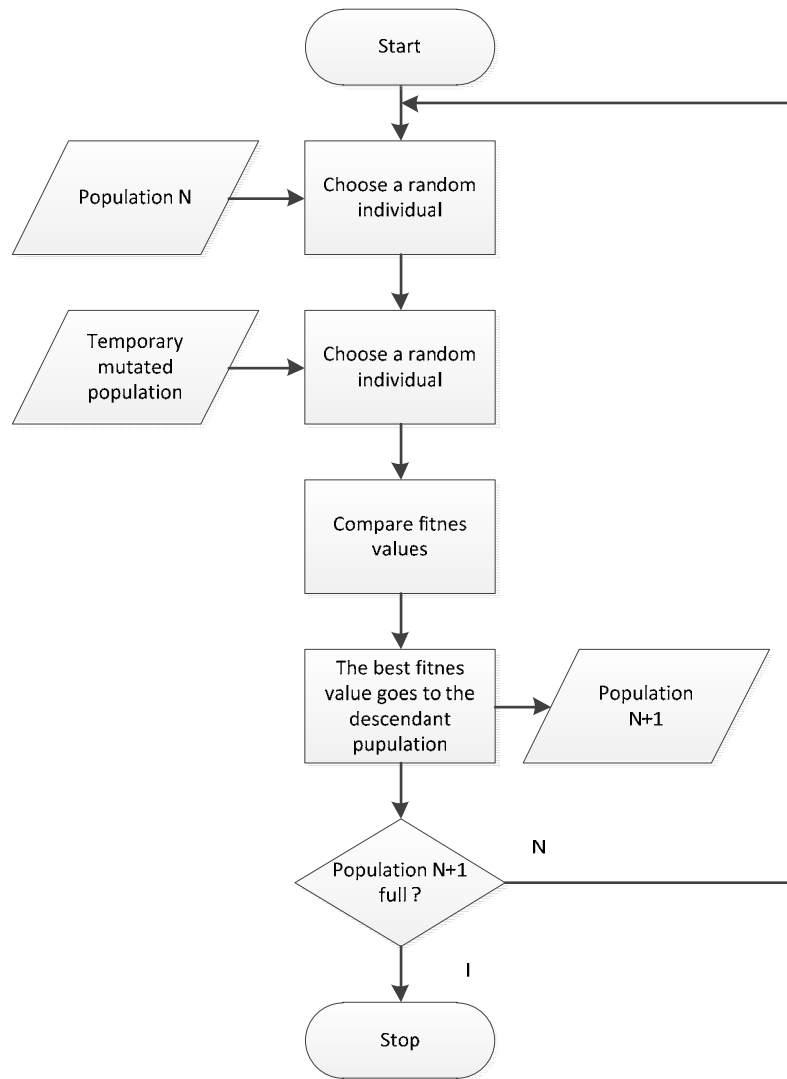 Start
Population N
Choose a random
individual
Temporary
mutated
population
Choose a random
individual
Compare fitnes
values
The best fitnes
value goes to the
descendant
pupulation
Population
N+1
Population N+1
full ?
N
I
Stop